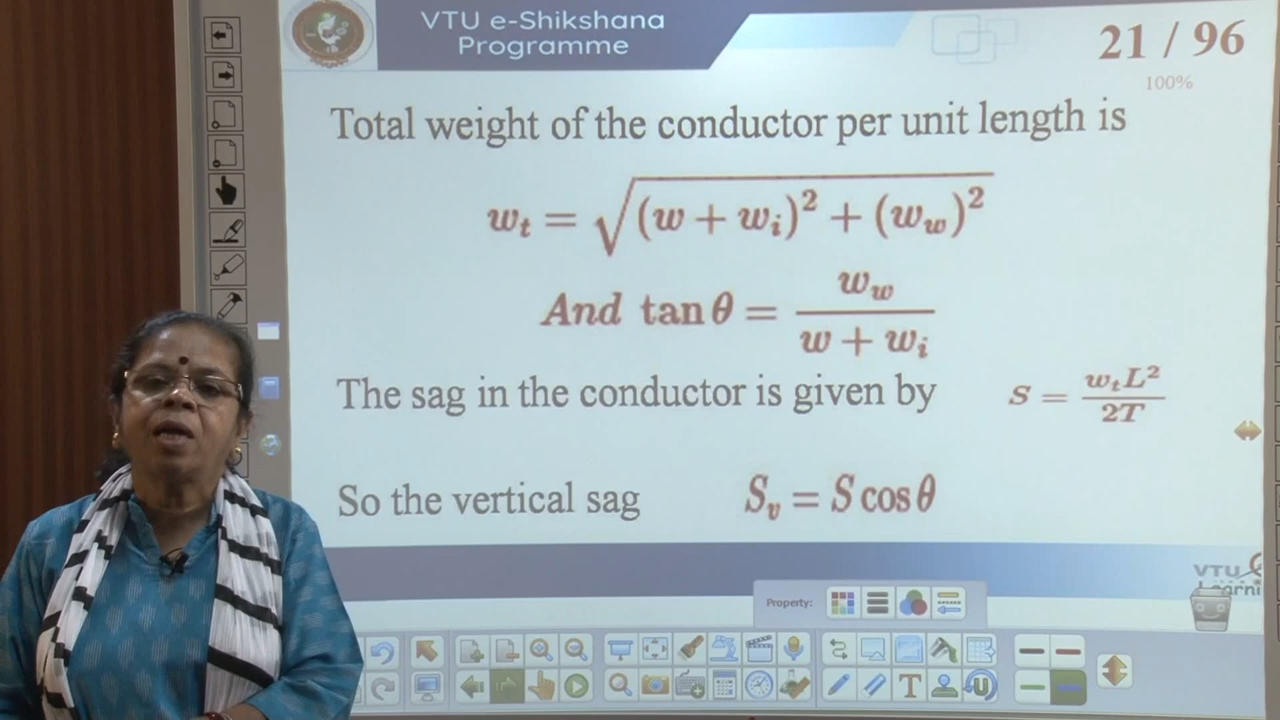 VTU e-Shikshana
Programme
21 / 96
100%
Total weight of the conductor per unit length is
w_t = √((w + w_i)² + (w_w)²)
And tan θ = w_w / (w + w_i)
The sag in the conductor is given by S = w_t L² / 2T
So the vertical sag S_v = S cos θ
VTU
Learni
Property: